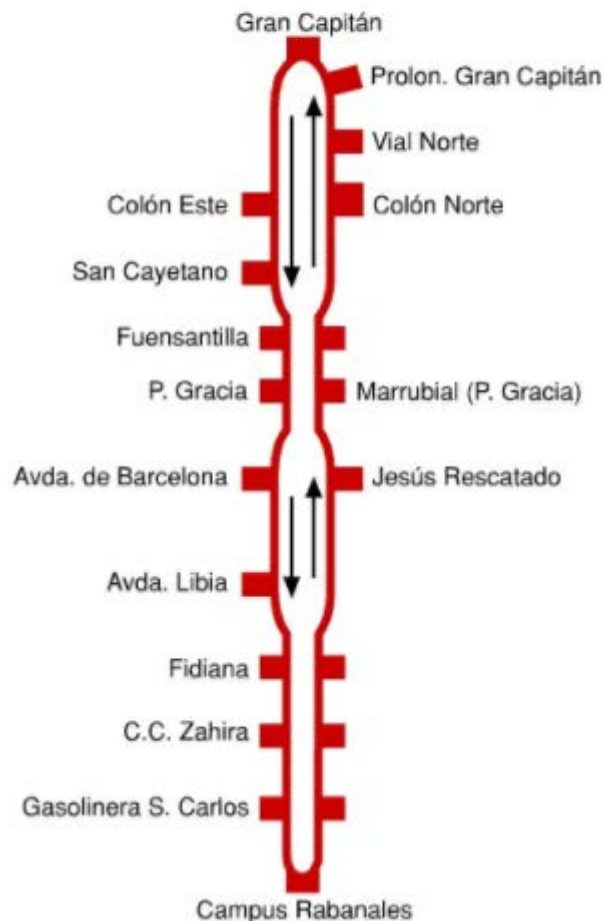 Gran Capitán
Prolon. Gran Capitán
Vial Norte
Colón Este
Colón Norte
San Cayetano
Fuensantilla
P. Gracia
Marrubial (P. Gracia)
Avda. de Barcelona
Jesús Rescatado
Avda. Libia
Fidiana
C.C. Zahira
Gasolinera S. Carlos
Campus Rabanales